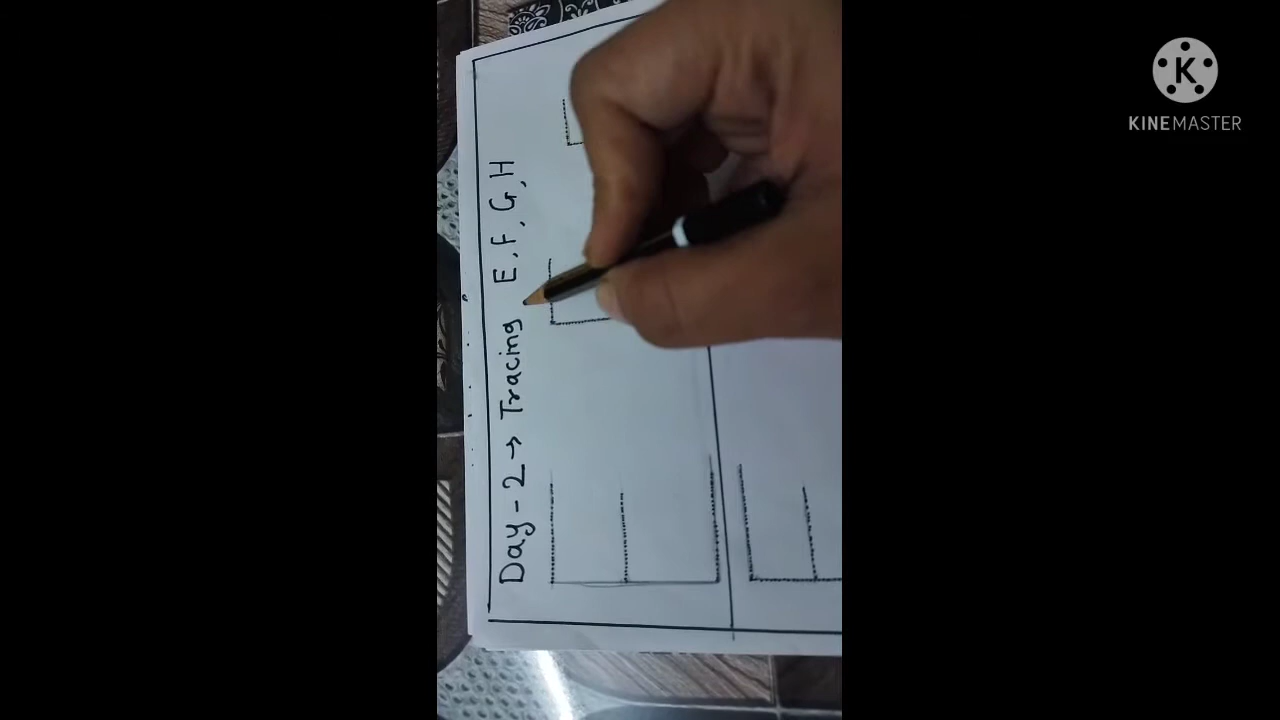 Day - 2 → Tracing E, F, G, H
KINEMASTER